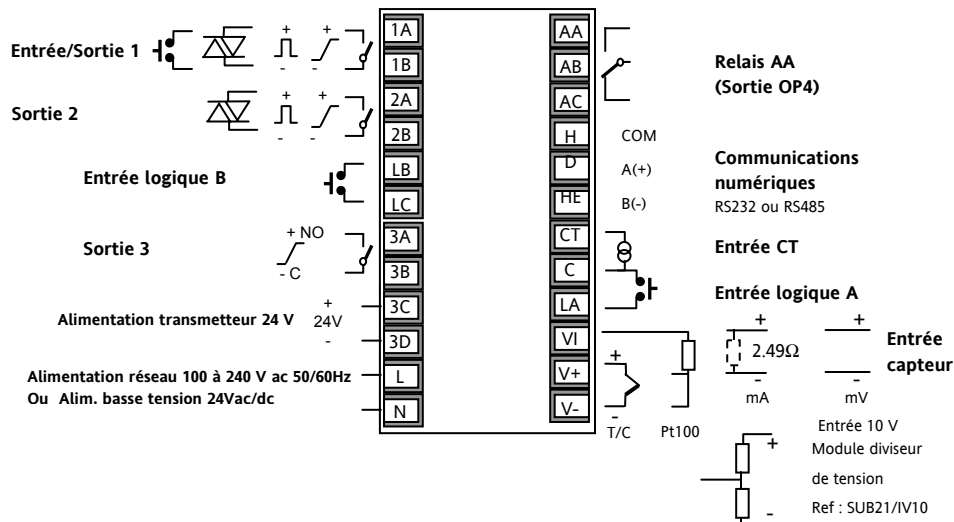 Entrée/Sortie 1
+
-
+
-
1A
1B
Sortie 2
+
-
+
-
2A
2B
Entrée logique B
LB
LC
Sortie 3
+ NO
- C
3A
3B
Alimentation transmetteur 24 V
+
24V
-
3C
3D
Alimentation réseau 100 à 240 V ac 50/60Hz
Ou Alim. basse tension 24Vac/dc
L
N
AA
AB
AC
Relais AA
(Sortie OP4)
H
COM
D
A(+)
HE
B(-)
Communications
numériques
RS232 ou RS485
CT
Entrée CT
C
LA
Entrée logique A
VI
V+
V-
+
-
T/C
Pt100
+
2.49Ω
-
mA
+
-
mV
Entrée
capteur
Entrée 10 V
Module diviseur
de tension
Ref : SUB21/IV10
+
-